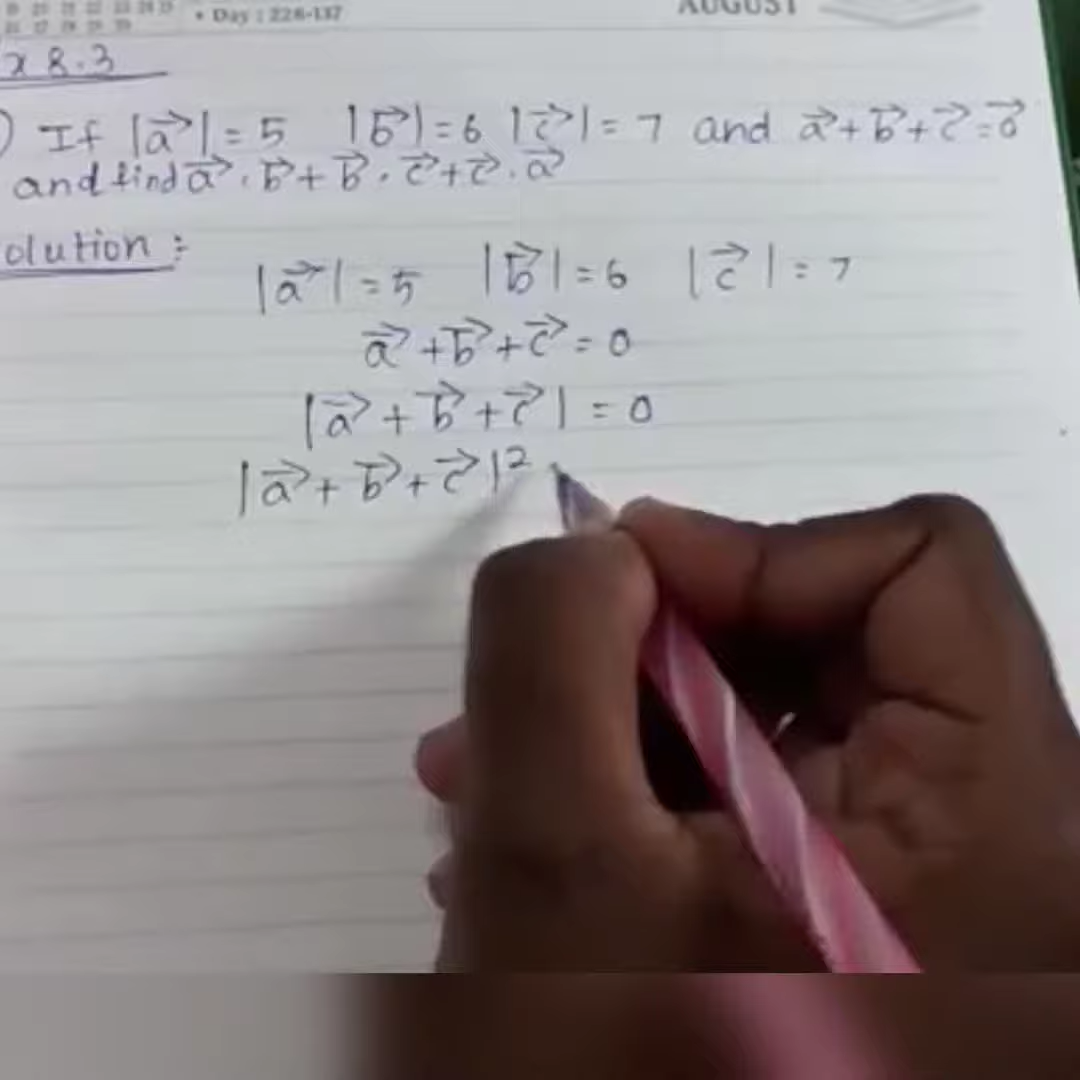 • Day : 226-137
AUGUST
x 8.3
) If |a⃗| = 5 |b⃗| = 6 |c⃗| = 7 and a⃗ + b⃗ + c⃗ = 0⃗
and find a⃗ . b⃗ + b⃗ . c⃗ + c⃗ . a⃗
olution :
|a⃗| = 5 |b⃗| = 6 |c⃗| = 7
a⃗ + b⃗ + c⃗ = 0
|a⃗ + b⃗ + c⃗| = 0
|a⃗ + b⃗ + c⃗|²